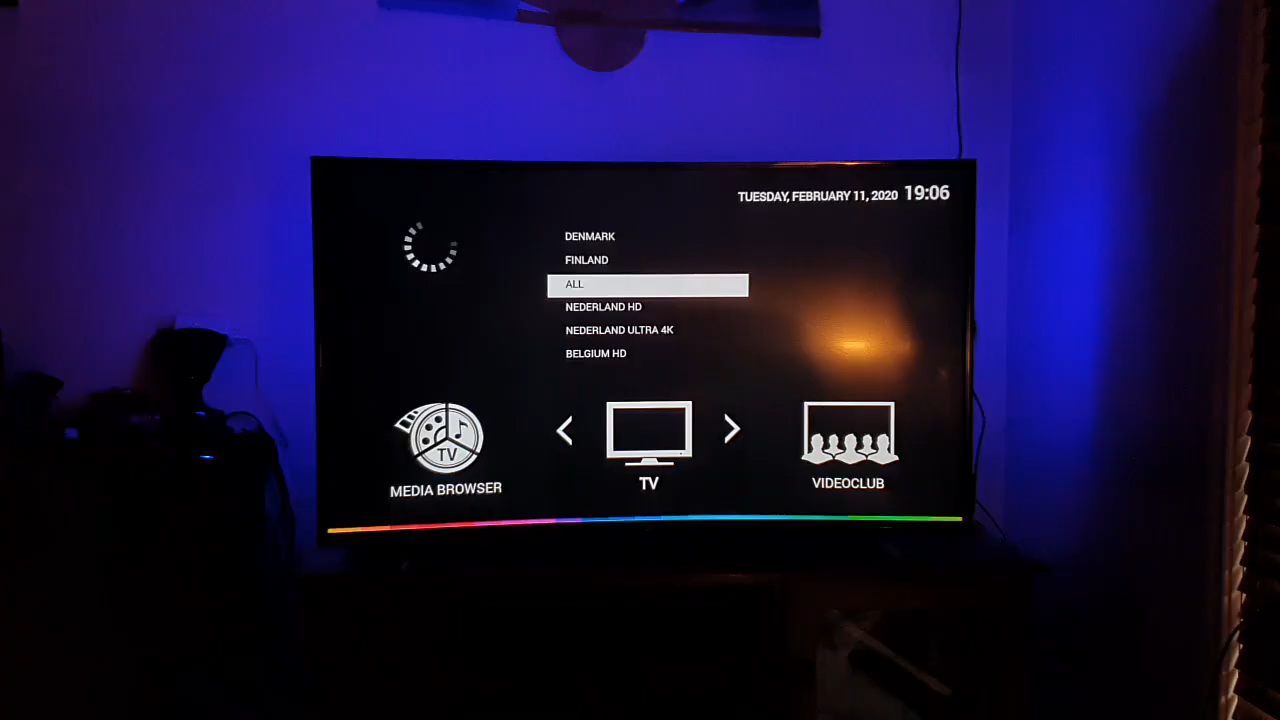 TUESDAY, FEBRUARY 11, 2020 19:06
DENMARK
FINLAND
ALL
NEDERLAND HD
NEDERLAND ULTRA 4K
BELGIUM HD
TV
MEDIA BROWSER
TV
VIDEOCLUB